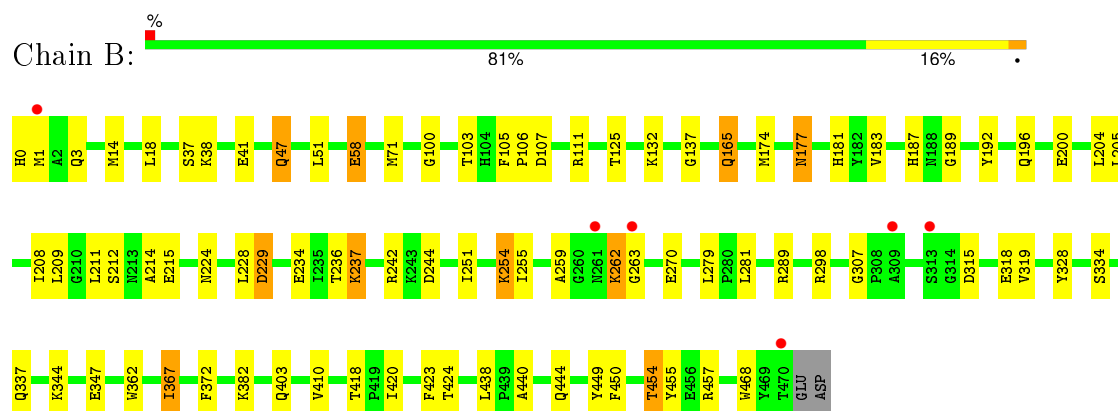 %
Chain B:
81% 16% •
H0 M1 A2 Q3 M14 L18 S37 K38 E41 Q47 L51 E58 M71 G100 T103 H104 F105 P106 D107 R111 T125 K132 G137 Q165 M174 N177 H181 Y182 V183 H187 N188 G189 Y192 Q196 E200 L204 L205
I208 L209 G210 L211 S212 N213 A214 E215 N224 L228 D229 E234 I235 T236 K237 R242 K243 D244 I251 K254 I255 A259 G260 N261 K262 G263 E270 L279 P280 L281 R289 R298 G307 P308 A309 S313 G314 D315 E318 V319 Y328 S334
Q337 K344 E347 W362 I367 F372 K382 Q403 V410 T418 P419 I420 F423 T424 L438 P439 A440 Q444 Y449 F450 T454 Y455 E456 R457 W468 Y469 T470 GLU ASP